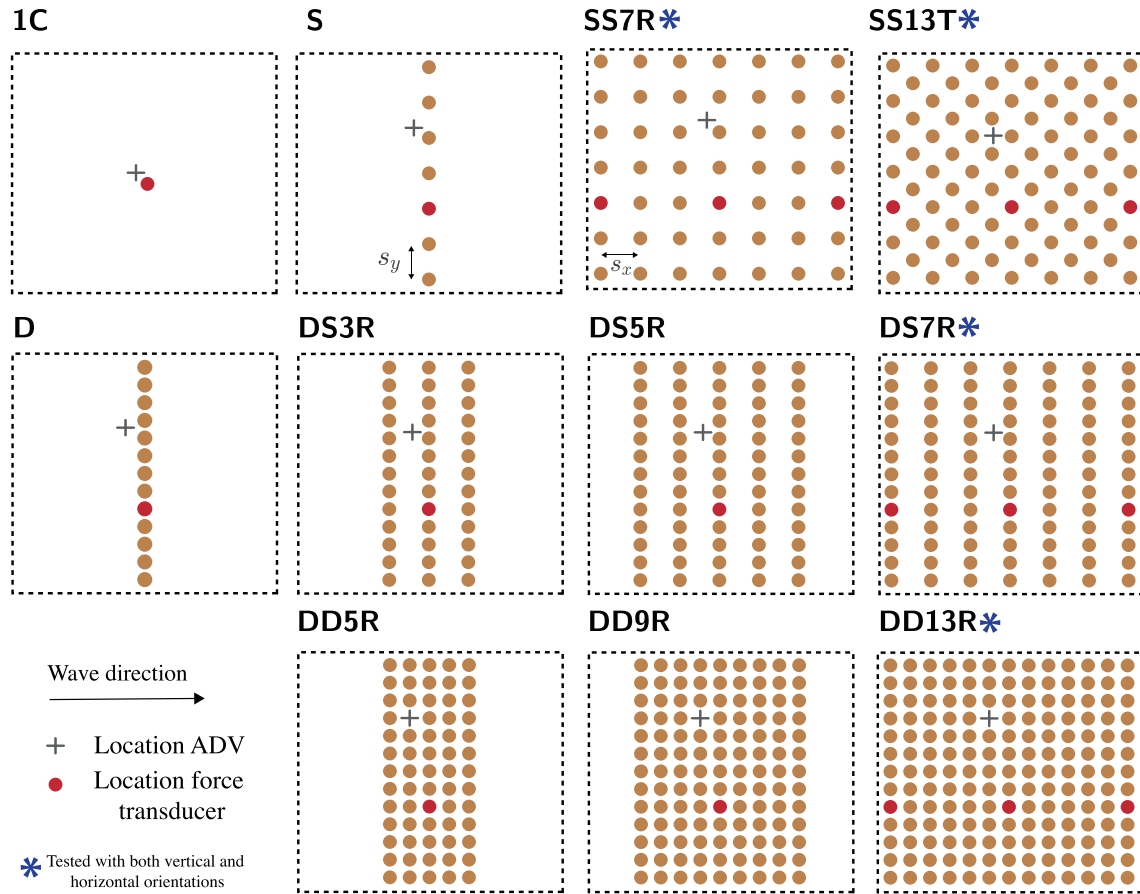 1C
S
SS7R*
SS13T*
s_y
s_x
D
DS3R
DS5R
DS7R*
DD5R
DD9R
DD13R*
Wave direction
Location ADV
Location force
transducer
* Tested with both vertical and
horizontal orientations